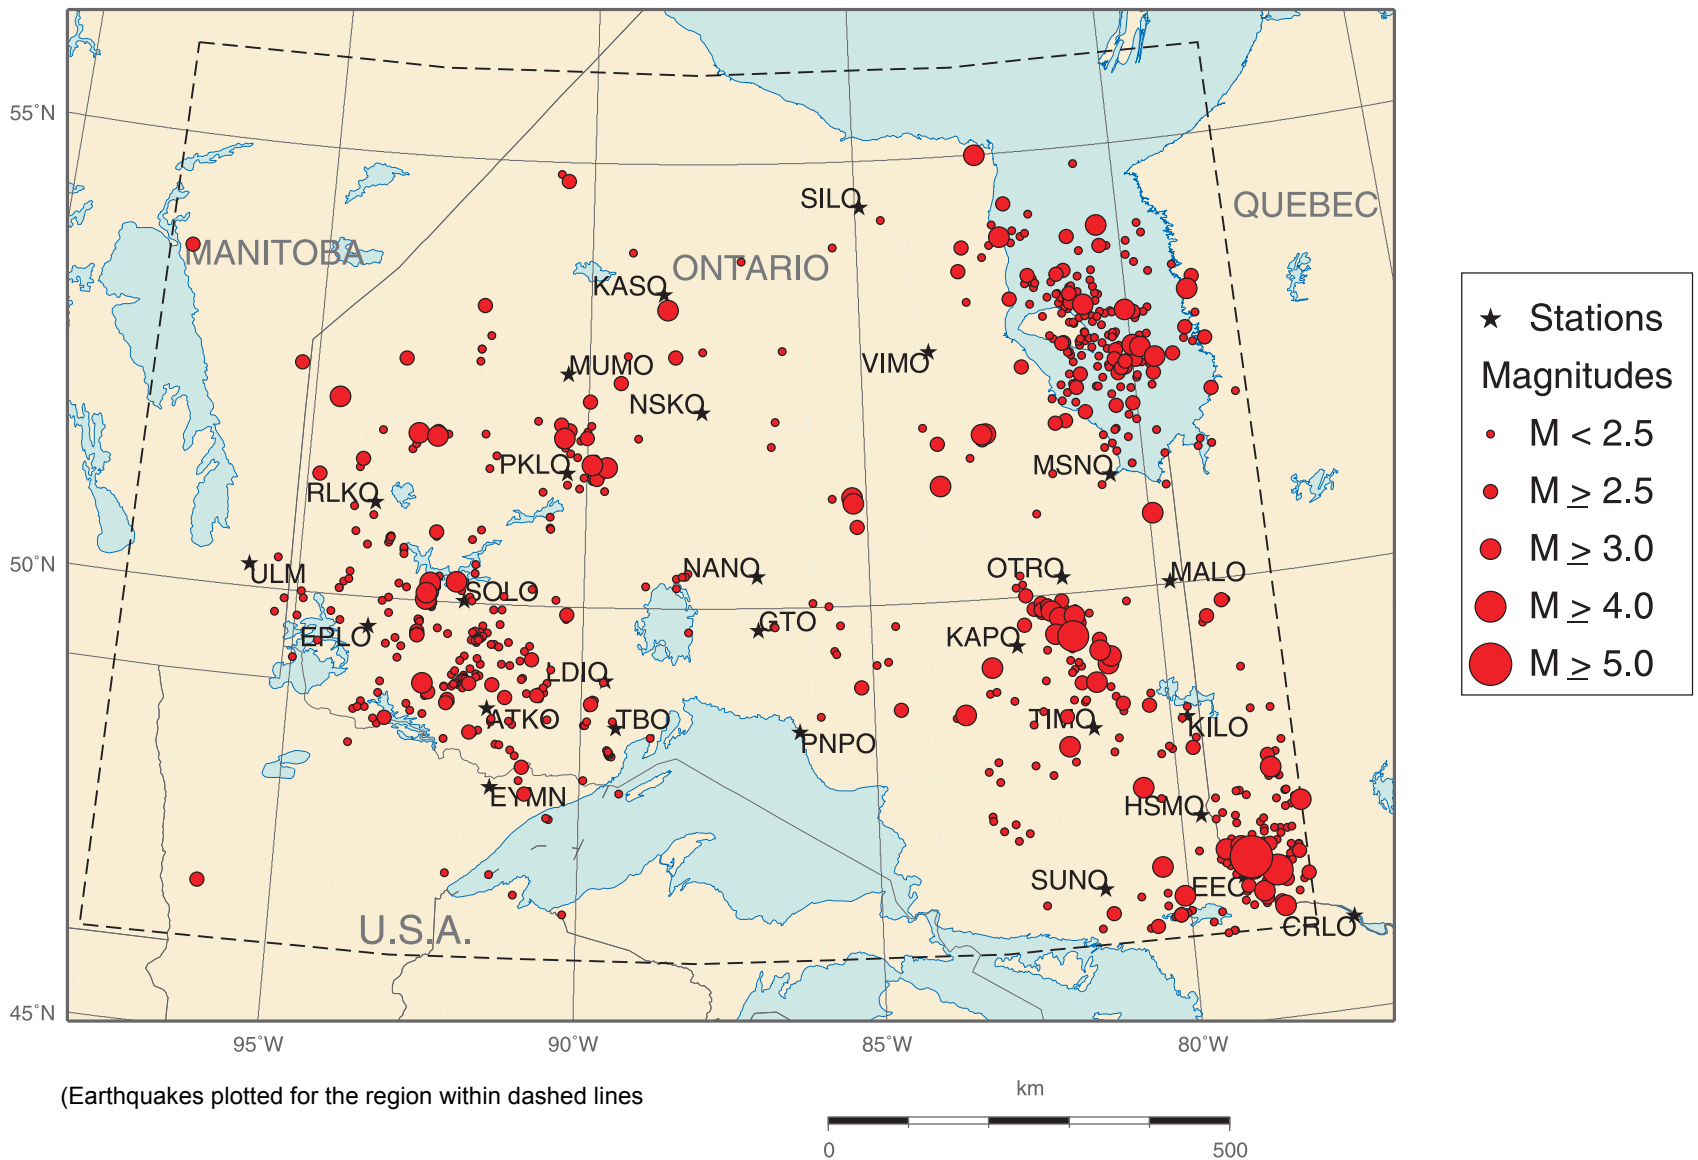 55°N
50°N
45°N
95°W
90°W
85°W
80°W
MANITOBA
ONTARIO
QUEBEC
U.S.A.
SILO
KASO
MUMO
VIMO
NSKO
PKLO
MSNO
RLKO
ULM
SOLO
NANO
OTRO
MALO
EPLO
GTO
KAPO
LDIO
ATKO
TBO
PNPO
TIMO
KILO
EYMN
HSMO
SUNO
EEO
CRLO
Stations
Magnitudes
M < 2.5
M ≥ 2.5
M ≥ 3.0
M ≥ 4.0
M ≥ 5.0
(Earthquakes plotted for the region within dashed lines
km
0
500